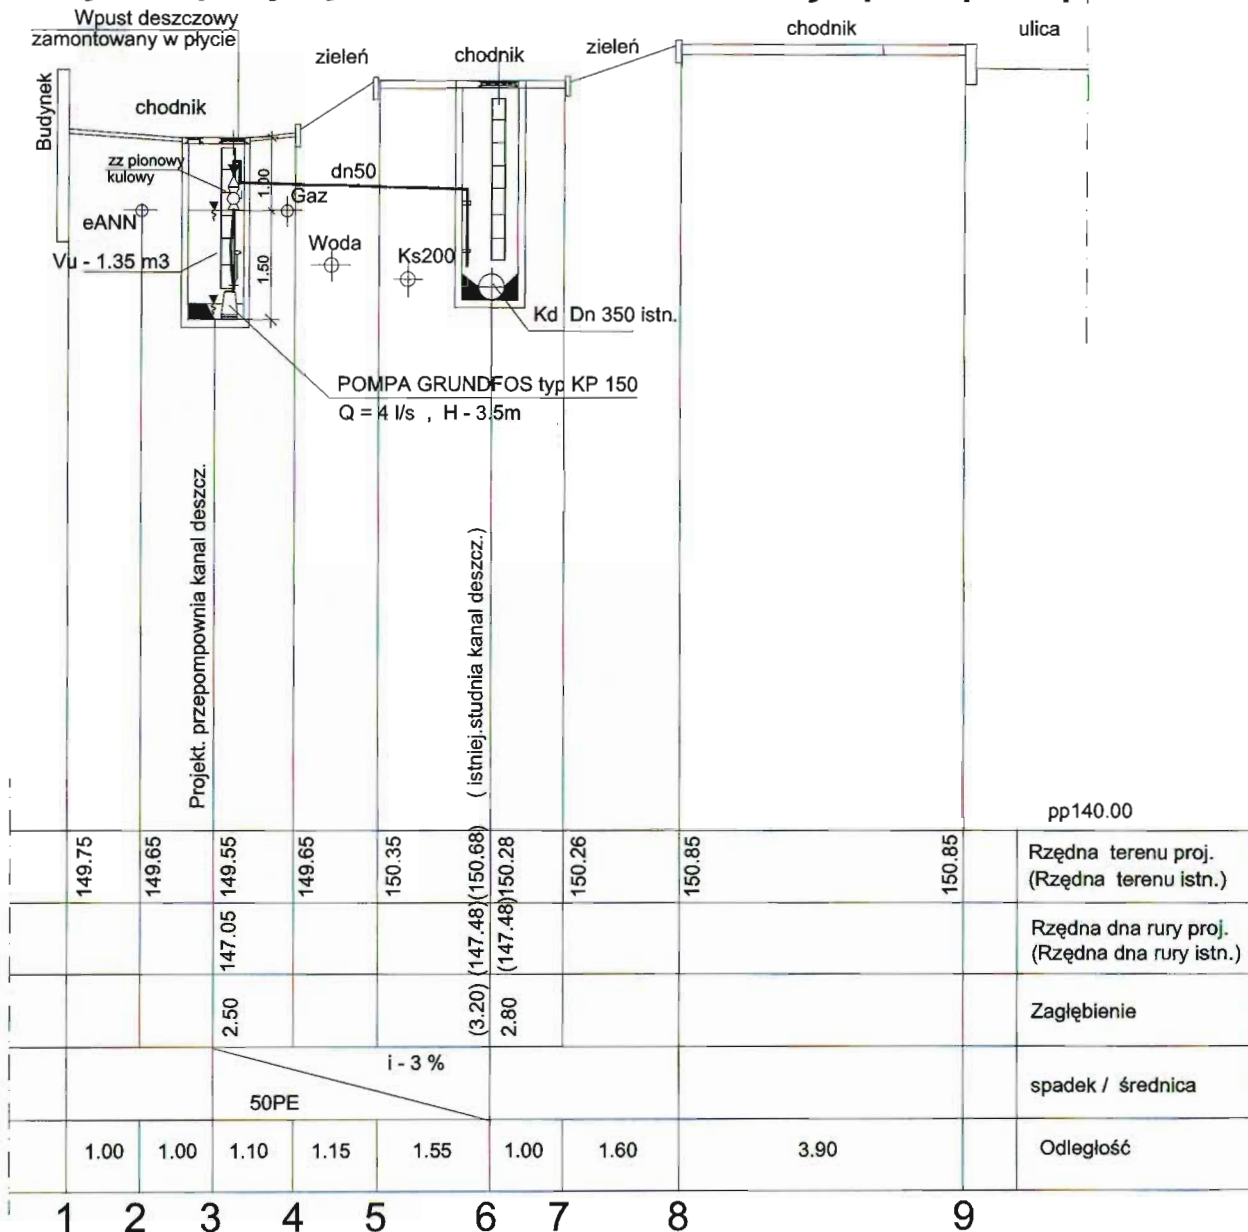 Wpust deszczowy
zamontowany w płycie
zieleń
chodnik
zieleń
chodnik
ulica
Budynek
chodnik
zz pionowy
kulowy
1.00
dn50
Gaz
eANN
Woda
Ks200
Vu - 1.35 m3
1.50
Kd Dn 350 istn.
POMPA GRUNDFOS typ KP 150
Q = 4 l/s , H - 3.5m
Projekt. przepompownia kanal deszcz.
( istniej.studnia kanal deszcz.)
pp140.00
149.75
149.65
149.55
149.65
150.35
(150.68)
150.28
150.26
150.85
150.85
Rzędna terenu proj.
(Rzędna terenu istn.)
147.05
(147.48)
(147.48)
Rzędna dna rury proj.
(Rzędna dna rury istn.)
2.50
(3.20)
2.80
Zagłębienie
i - 3 %
50PE
spadek / średnica
1.00 1.00 1.10 1.15 1.55 1.00 1.60 3.90 Odległość
1 2 3 4 5 6 7 8 9